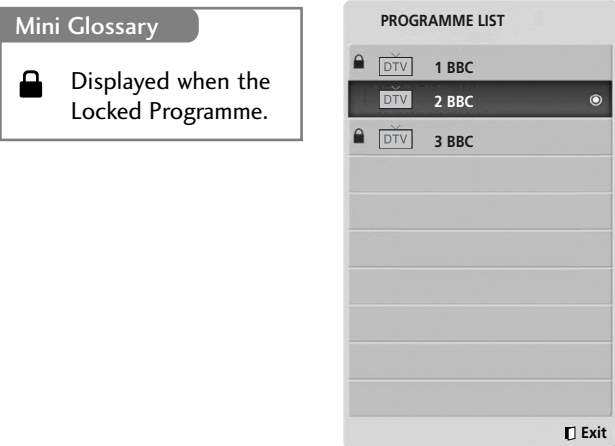 Mini Glossary
Displayed when the
Locked Programme.
PROGRAMME LIST
DTV 1 BBC
DTV 2 BBC
DTV 3 BBC
Exit